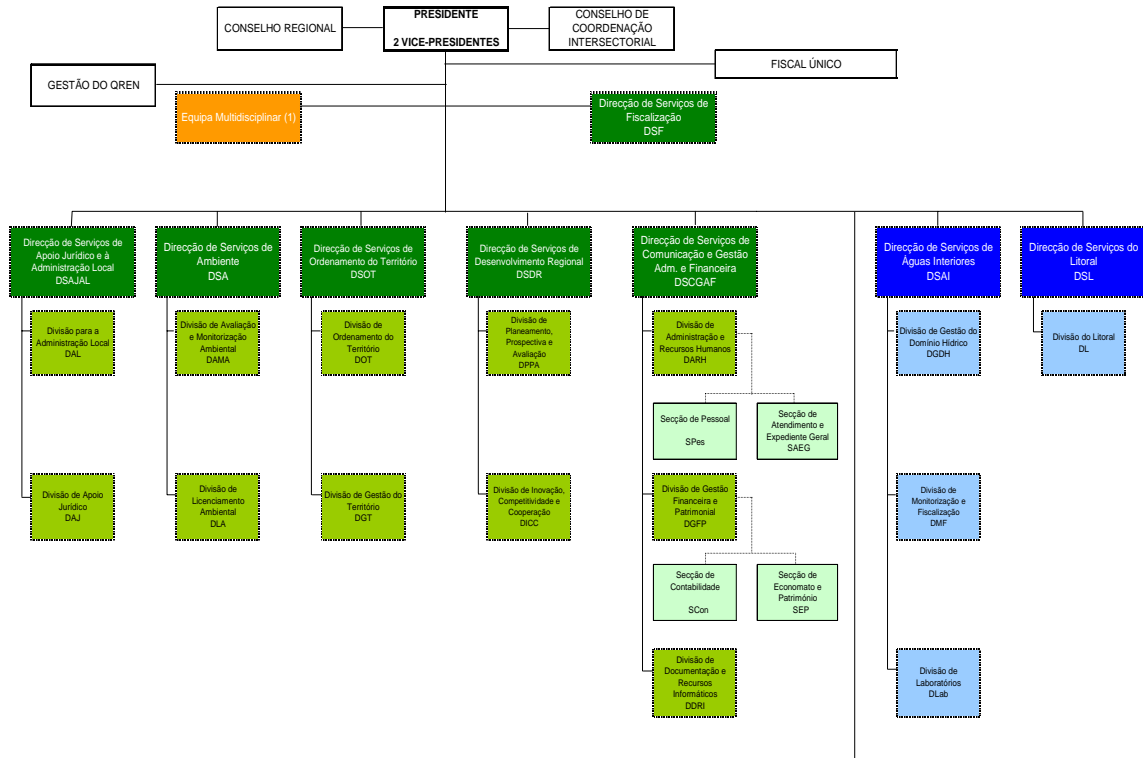 CONSELHO REGIONAL
PRESIDENTE
2 VICE-PRESIDENTES
CONSELHO DE
COORDENAÇÃO
INTERSECTORIAL
GESTÃO DO QREN
FISCAL ÚNICO
Equipa Multidisciplinar (1)
Direcção de Serviços de
Fiscalização
DSF
Direcção de Serviços de
Apoio Jurídico e à
Administração Local
DSAJAL
Direcção de Serviços de
Ambiente
DSA
Direcção de Serviços de
Ordenamento do Território
DSOT
Direcção de Serviços de
Desenvolvimento Regional
DSDR
Direcção de Serviços de
Comunicação e Gestão
Adm. e Financeira
DSCGAF
Direcção de Serviços de
Águas Interiores
DSAI
Direcção de Serviços do
Litoral
DSL
Divisão para a
Administração Local
DAL
Divisão de Avaliação
e Monitorização
Ambiental
DAMA
Divisão de
Ordenamento do
Território
DOT
Divisão de
Planeamento,
Prospectiva e
Avaliação
DPPA
Divisão de
Administração e
Recursos Humanos
DARH
Divisão de Gestão do
Domínio Hídrico
DGDH
Divisão do Litoral
DL
Secção de Pessoal
SPes
Secção de
Atendimento e
Expediente Geral
SAEG
Divisão de Apoio
Jurídico
DAJ
Divisão de
Licenciamento
Ambiental
DLA
Divisão de Gestão do
Território
DGT
Divisão de Inovação,
Competitividade e
Cooperação
DICC
Divisão de Gestão
Financeira e
Patrimonial
DGFP
Divisão de
Monitorização e
Fiscalização
DMF
Secção de
Contabilidade
SCon
Secção de
Economato e
Património
SEP
Divisão de
Documentação e
Recursos
Informáticos
DDRI
Divisão de
Laboratórios
DLab